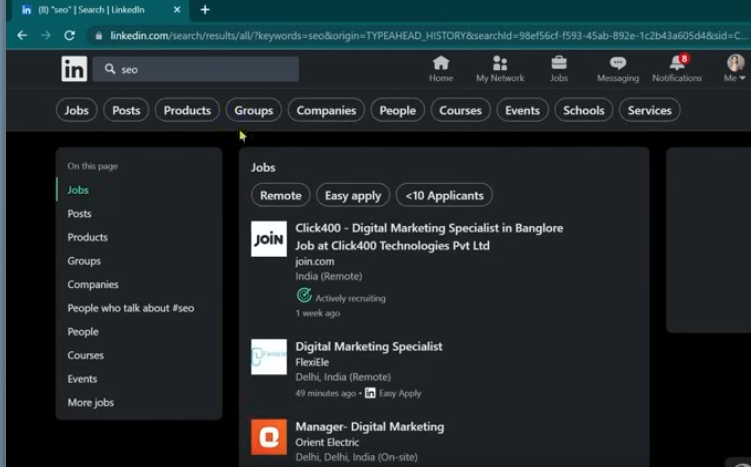 (8) "seo" | Search | LinkedIn
linkedin.com/search/results/all/?keywords=seo&origin=TYPEAHEAD_HISTORY&searchId=98ef56cf-f593-45ab-892e-1c2b43a605d4&sid=C...
in
seo
Home
My Network
Jobs
Messaging
8
Notifications
Me
Jobs Posts Products Groups Companies People Courses Events Schools Services
On this page
Jobs
Posts
Products
Groups
Companies
People who talk about #seo
People
Courses
Events
More jobs
Jobs
Remote Easy apply <10 Applicants
JOIN
Click400 - Digital Marketing Specialist in Banglore
Job at Click400 Technologies Pvt Ltd
join.com
India (Remote)
Actively recruiting
1 week ago
Digital Marketing Specialist
FlexiEle
Delhi, India (Remote)
49 minutes ago • in Easy Apply
Manager- Digital Marketing
Orient Electric
Delhi, Delhi, India (On-site)